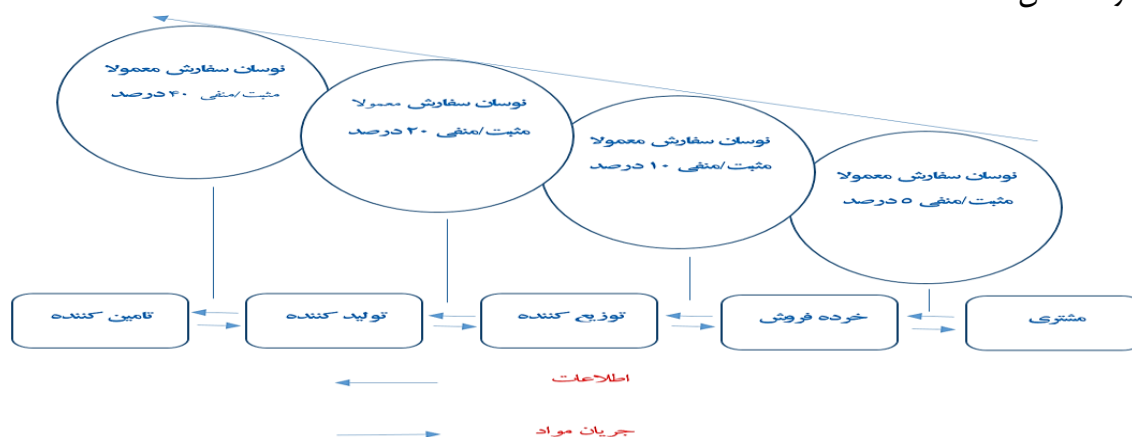 نوسان سفارش معمولا
مثبت/منفی ۴۰ درصد
نوسان سفارش معمولا
مثبت/منفی ۲۰ درصد
نوسان سفارش معمولا
مثبت/منفی ۱۰ درصد
نوسان سفارش معمولا
مثبت/منفی ۵ درصد
مشتری
خرده فروش
توزیع کننده
تولید کننده
تامین کننده
اطلاعات
جریان مواد